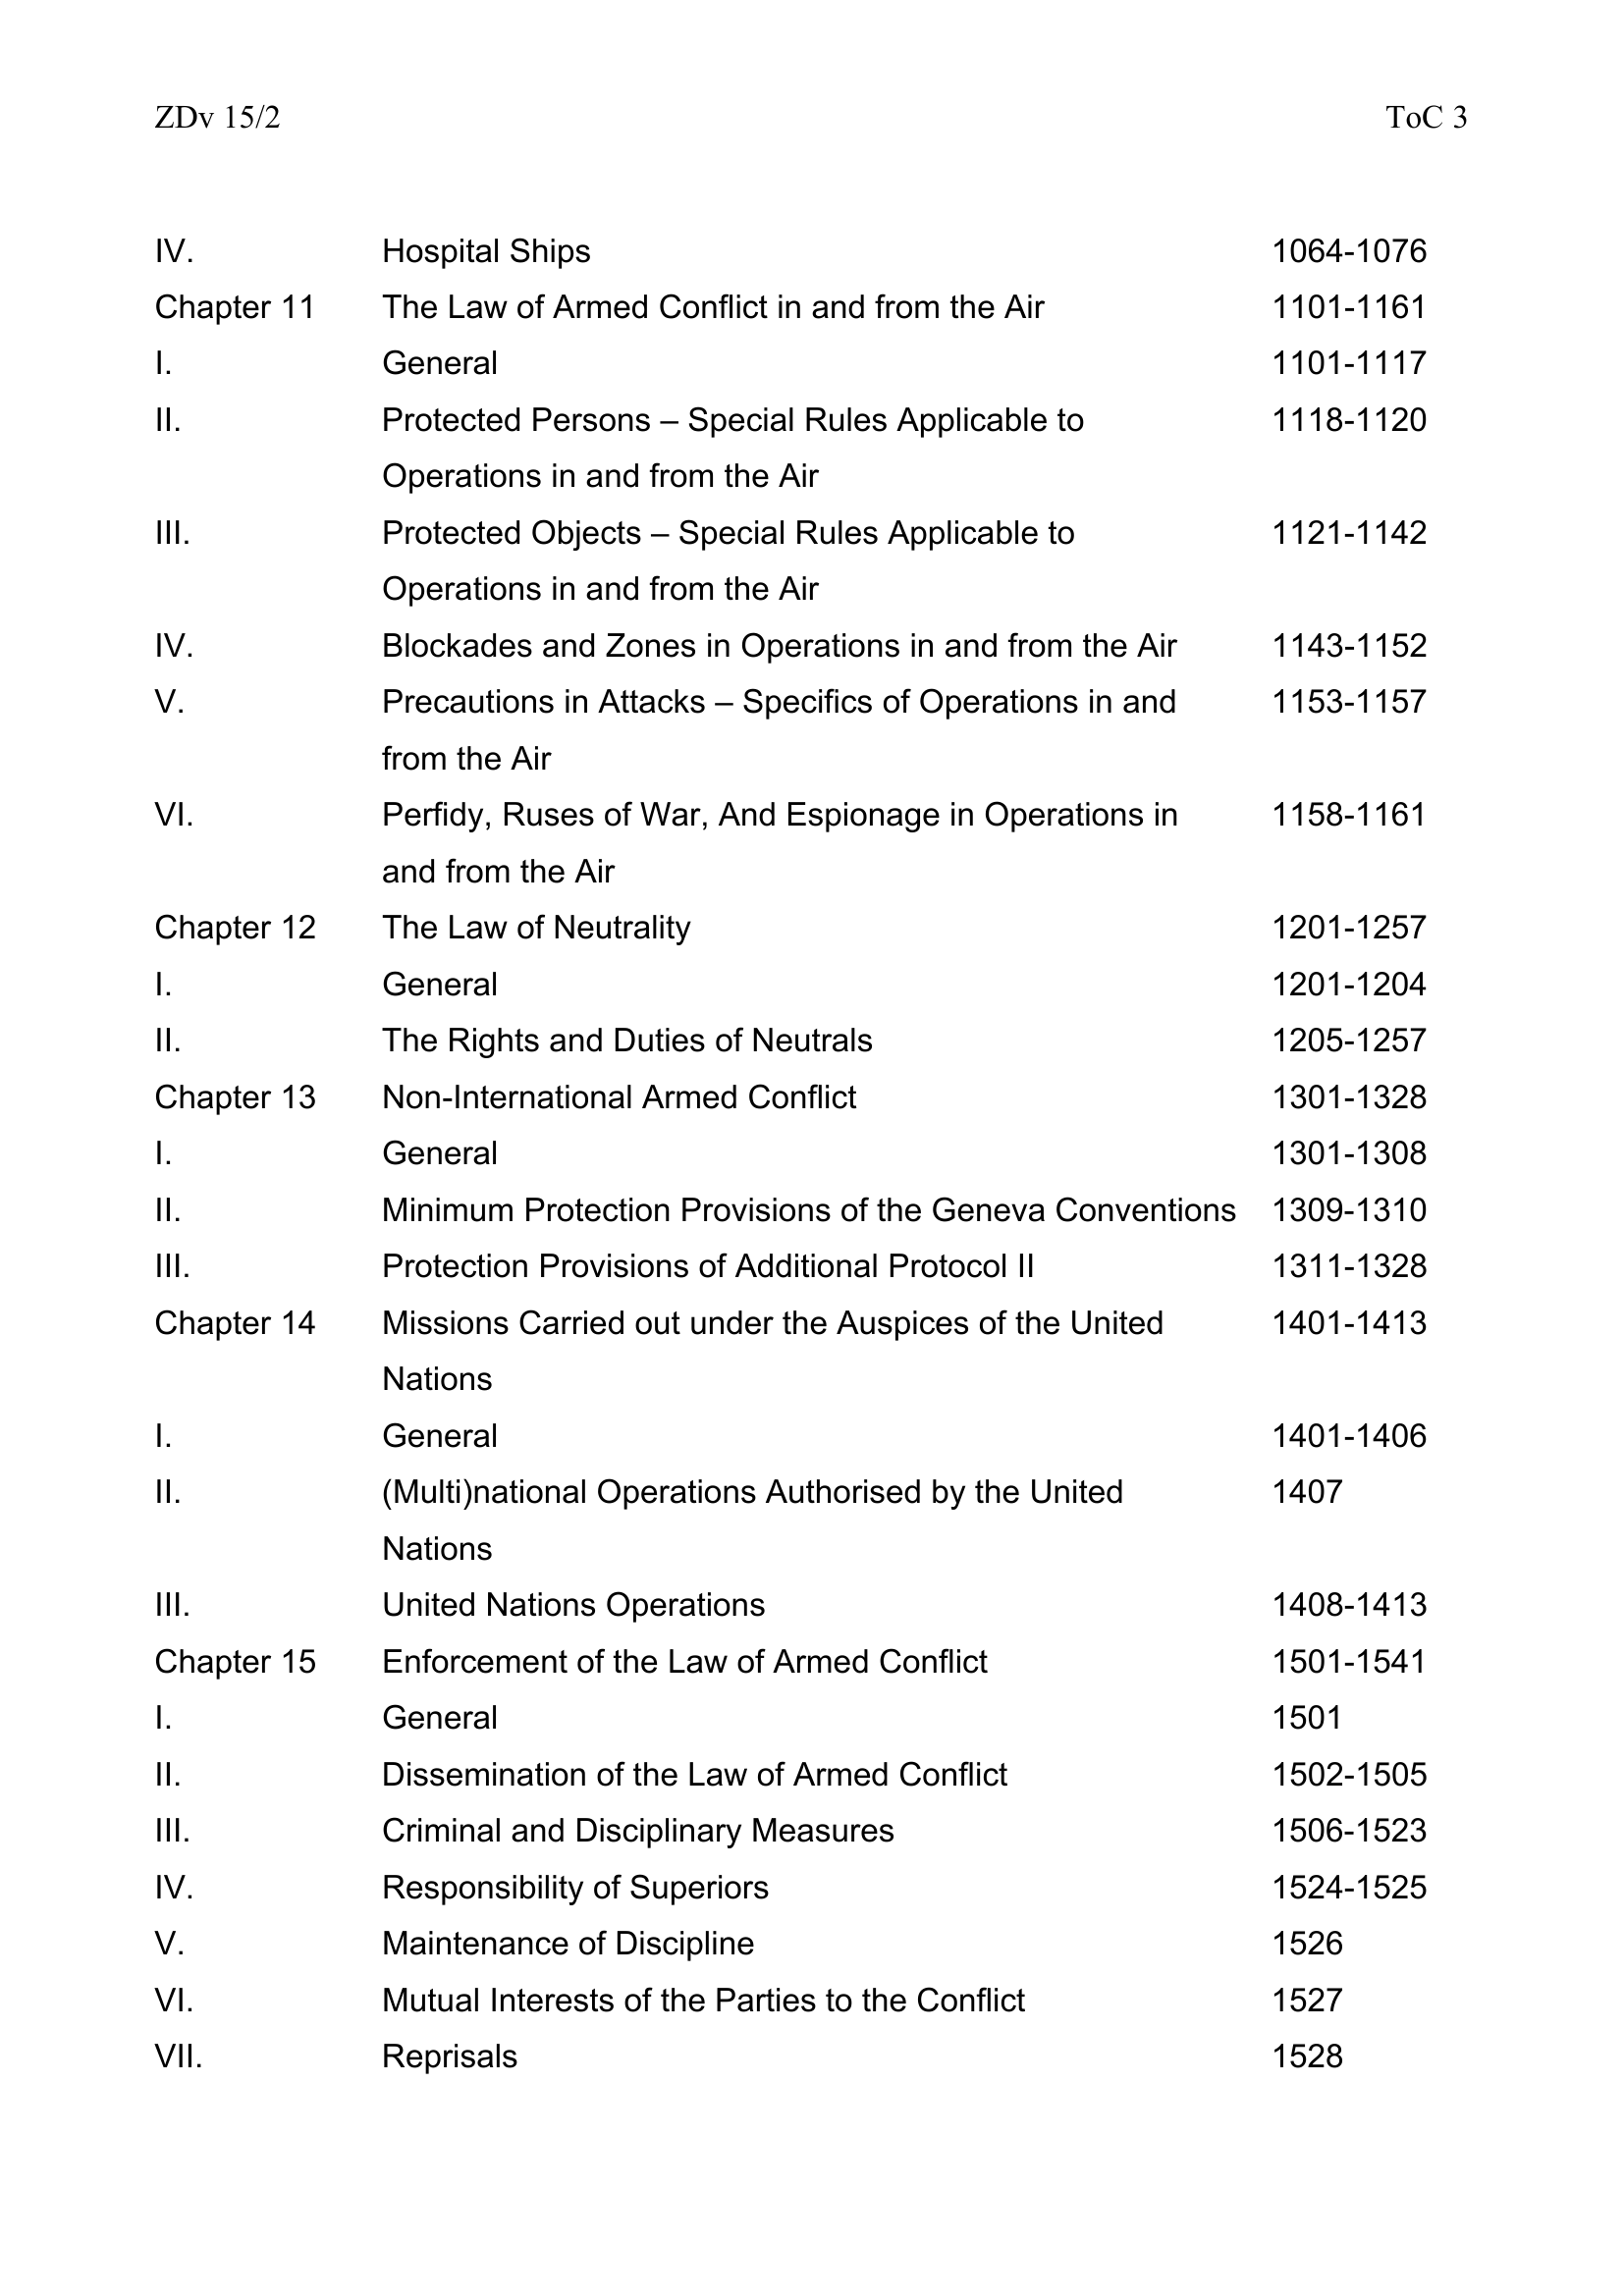 ZDv 15/2 ToC 3
IV. Hospital Ships 1064-1076
Chapter 11 The Law of Armed Conflict in and from the Air 1101-1161
I. General 1101-1117
II. Protected Persons – Special Rules Applicable to 1118-1120
Operations in and from the Air
III. Protected Objects – Special Rules Applicable to 1121-1142
Operations in and from the Air
IV. Blockades and Zones in Operations in and from the Air 1143-1152
V. Precautions in Attacks – Specifics of Operations in and 1153-1157
from the Air
VI. Perfidy, Ruses of War, And Espionage in Operations in 1158-1161
and from the Air
Chapter 12 The Law of Neutrality 1201-1257
I. General 1201-1204
II. The Rights and Duties of Neutrals 1205-1257
Chapter 13 Non-International Armed Conflict 1301-1328
I. General 1301-1308
II. Minimum Protection Provisions of the Geneva Conventions 1309-1310
III. Protection Provisions of Additional Protocol II 1311-1328
Chapter 14 Missions Carried out under the Auspices of the United 1401-1413
Nations
I. General 1401-1406
II. (Multi)national Operations Authorised by the United 1407
Nations
III. United Nations Operations 1408-1413
Chapter 15 Enforcement of the Law of Armed Conflict 1501-1541
I. General 1501
II. Dissemination of the Law of Armed Conflict 1502-1505
III. Criminal and Disciplinary Measures 1506-1523
IV. Responsibility of Superiors 1524-1525
V. Maintenance of Discipline 1526
VI. Mutual Interests of the Parties to the Conflict 1527
VII. Reprisals 1528